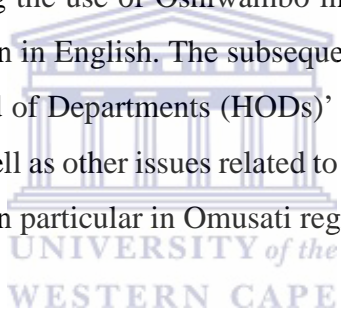 g the use of Oshiwambo in
n in English. The subseque
d of Departments (HODs)'
ell as other issues related to
n particular in Omusati reg
UNIVERSITY of the
WESTERN CAPE